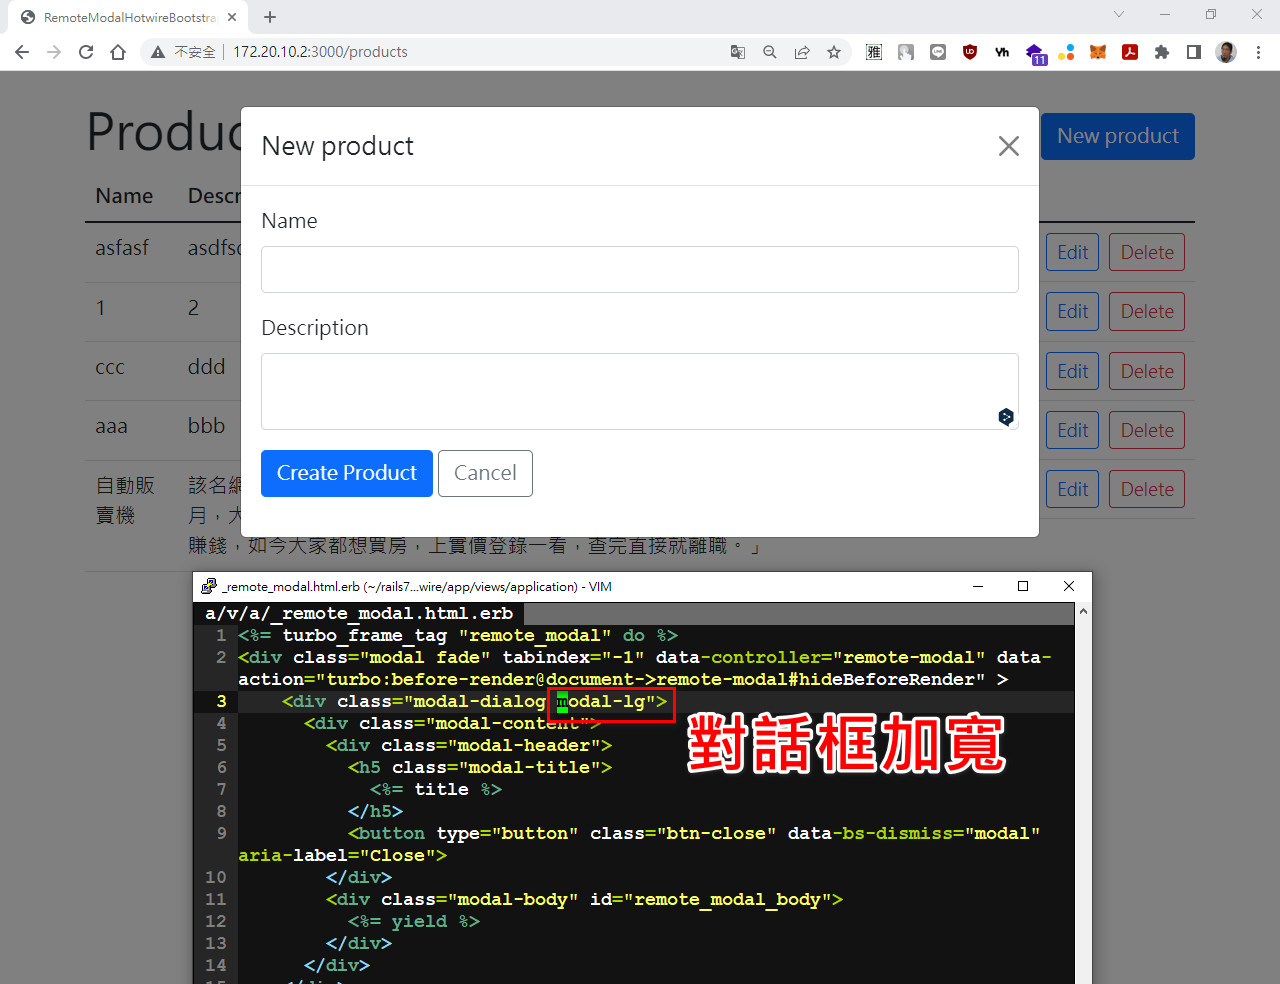 RemoteModalHotwireBootstra
不安全 172.20.10.2:3000/products
雅
Yh
11
Produc
New product
New product
Name
Descr
Name
asfasf
asdfsc
Edit
Delete
1
2
Edit
Delete
Description
ccc
ddd
Edit
Delete
aaa
bbb
Edit
Delete
Create Product
Cancel
自動販
賣機
該名網
月，大
賺錢，如今大家都想買房，上實價登錄一看，查完直接就離職。」
Edit
Delete
_remote_modal.html.erb (~/rails7...wire/app/views/application) - VIM
a/v/a/_remote_modal.html.erb
1 <%= turbo_frame_tag "remote_modal" do %>
2 <div class="modal fade" tabindex="-1" data-controller="remote-modal" data-
action="turbo:before-render@document->remote-modal#hideBeforeRender" >
3 <div class="modal-dialog modal-lg">
4 <div class="modal-content">
5 <div class="modal-header">
6 <h5 class="modal-title">
7 <%= title %>
8 </h5>
9 <button type="button" class="btn-close" data-bs-dismiss="modal"
aria-label="Close">
10 </div>
11 <div class="modal-body" id="remote_modal_body">
12 <%= yield %>
13 </div>
14 </div>
對話框加寬